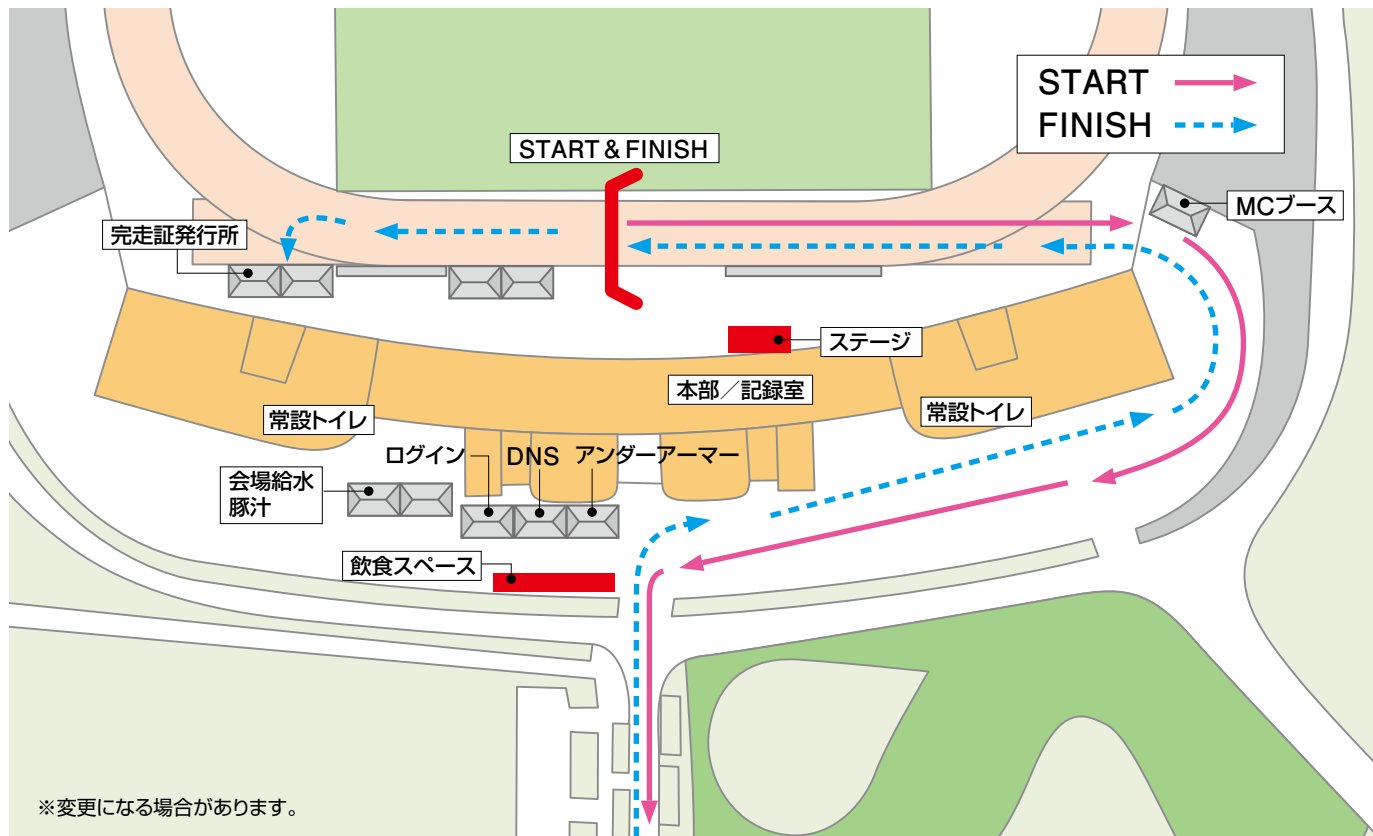 START
FINISH
START & FINISH
MCブース
完走証発行所
ステージ
本部／記録室
常設トイレ
常設トイレ
ログイン
DNS
アンダーアーマー
会場給水
豚汁
飲食スペース
※変更になる場合があります。